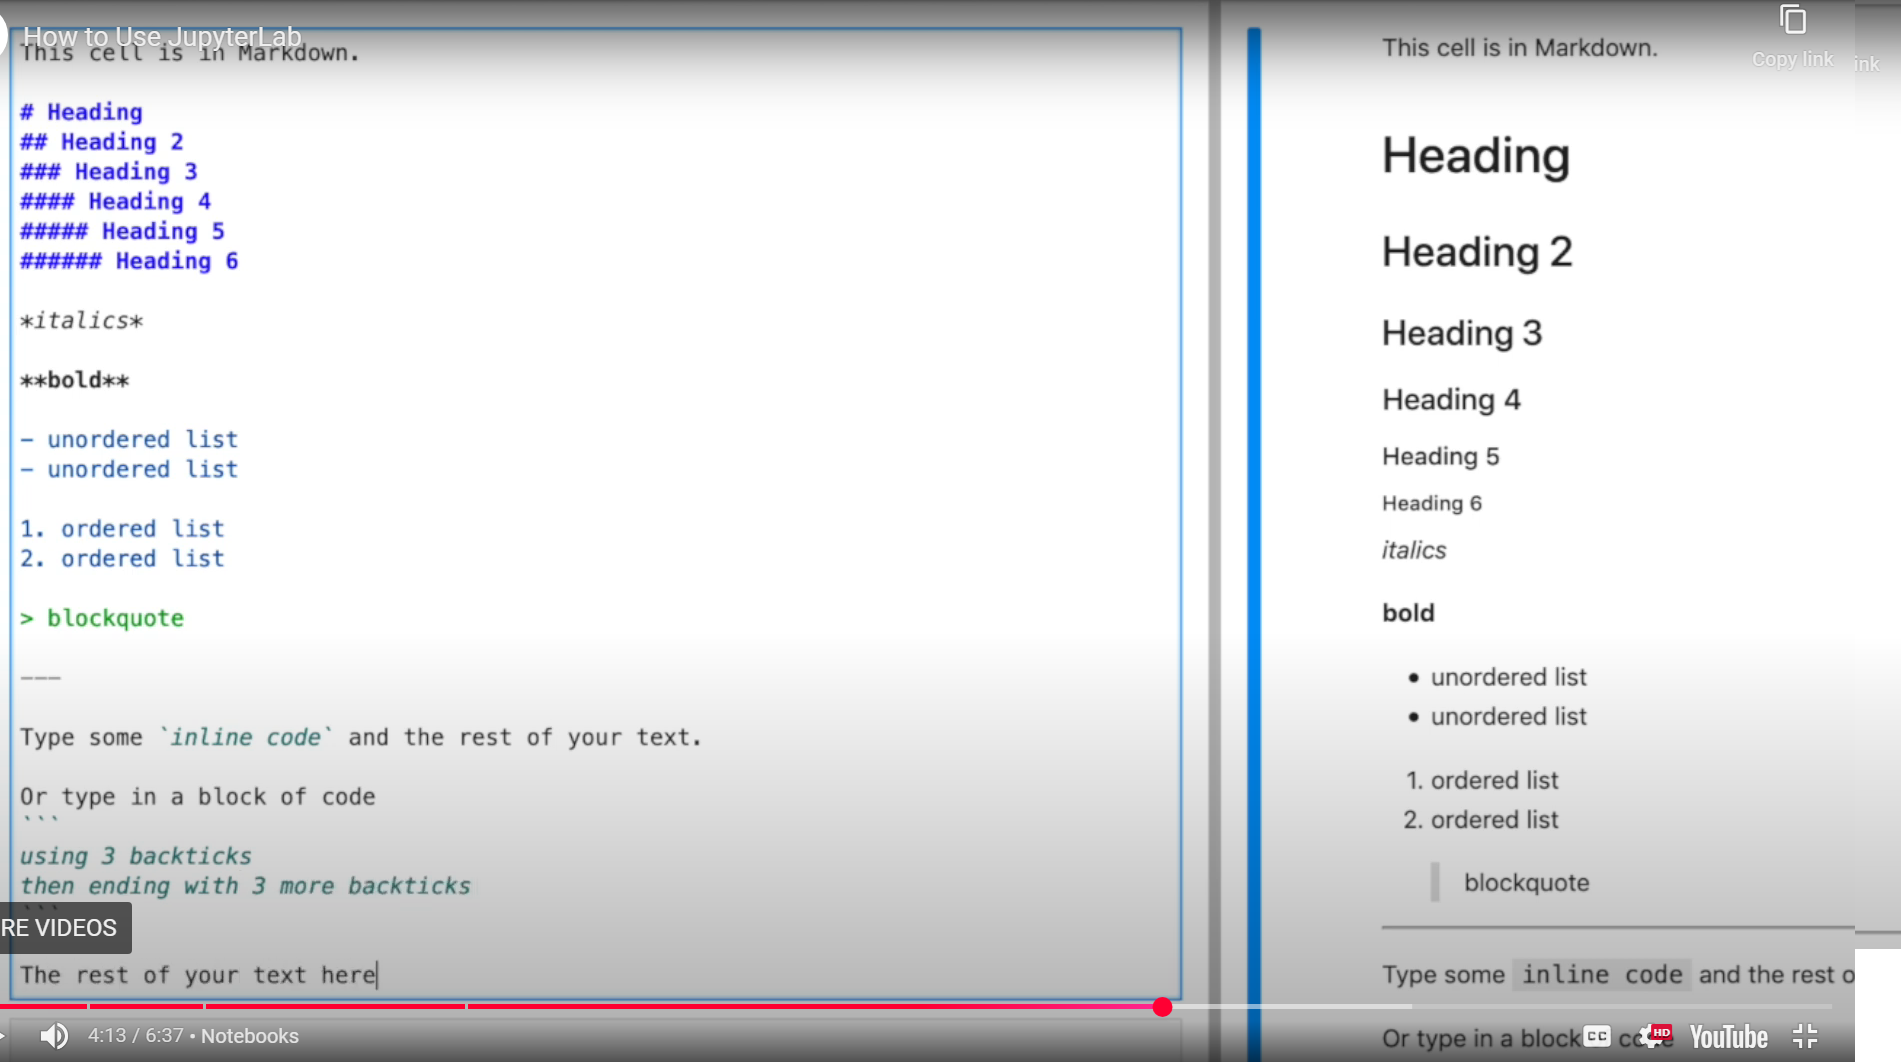 How to Use JupyterLab
This cell is in Markdown.
# Heading
## Heading 2
### Heading 3
#### Heading 4
##### Heading 5
###### Heading 6
*italics*
**bold**
- unordered list
- unordered list
1. ordered list
2. ordered list
> blockquote
---
Type some `inline code` and the rest of your text.
Or type in a block of code
```
using 3 backticks
then ending with 3 more backticks
```
RE VIDEOS
The rest of your text here
This cell is in Markdown.
Copy link
ink
Heading
Heading 2
Heading 3
Heading 4
Heading 5
Heading 6
italics
bold
• unordered list
• unordered list
1. ordered list
2. ordered list
blockquote
Type some inline code and the rest o
Or type in a block
4:13 / 6:37 • Notebooks
CC
HD
YouTube